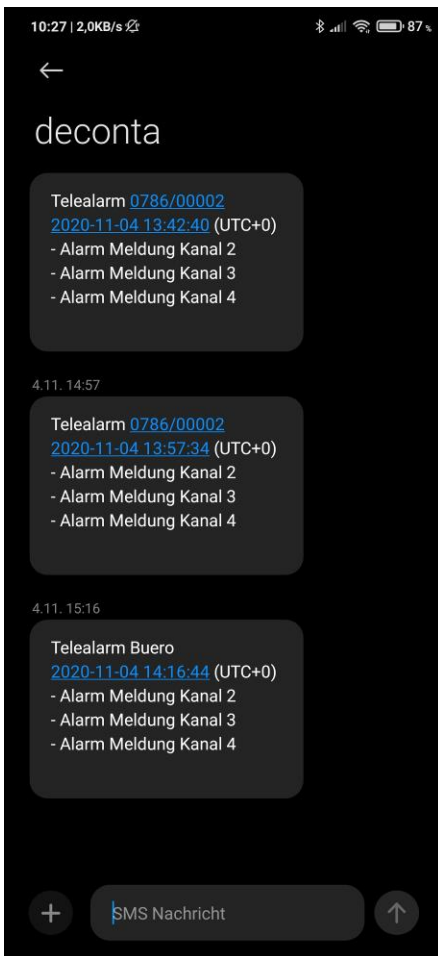 10:27 | 2,0KB/s
87 %
deconta
Telealarm 0786/00002
2020-11-04 13:42:40 (UTC+0)
- Alarm Meldung Kanal 2
- Alarm Meldung Kanal 3
- Alarm Meldung Kanal 4
4.11. 14:57
Telealarm 0786/00002
2020-11-04 13:57:34 (UTC+0)
- Alarm Meldung Kanal 2
- Alarm Meldung Kanal 3
- Alarm Meldung Kanal 4
4.11. 15:16
Telealarm Buero
2020-11-04 14:16:44 (UTC+0)
- Alarm Meldung Kanal 2
- Alarm Meldung Kanal 3
- Alarm Meldung Kanal 4
SMS Nachricht